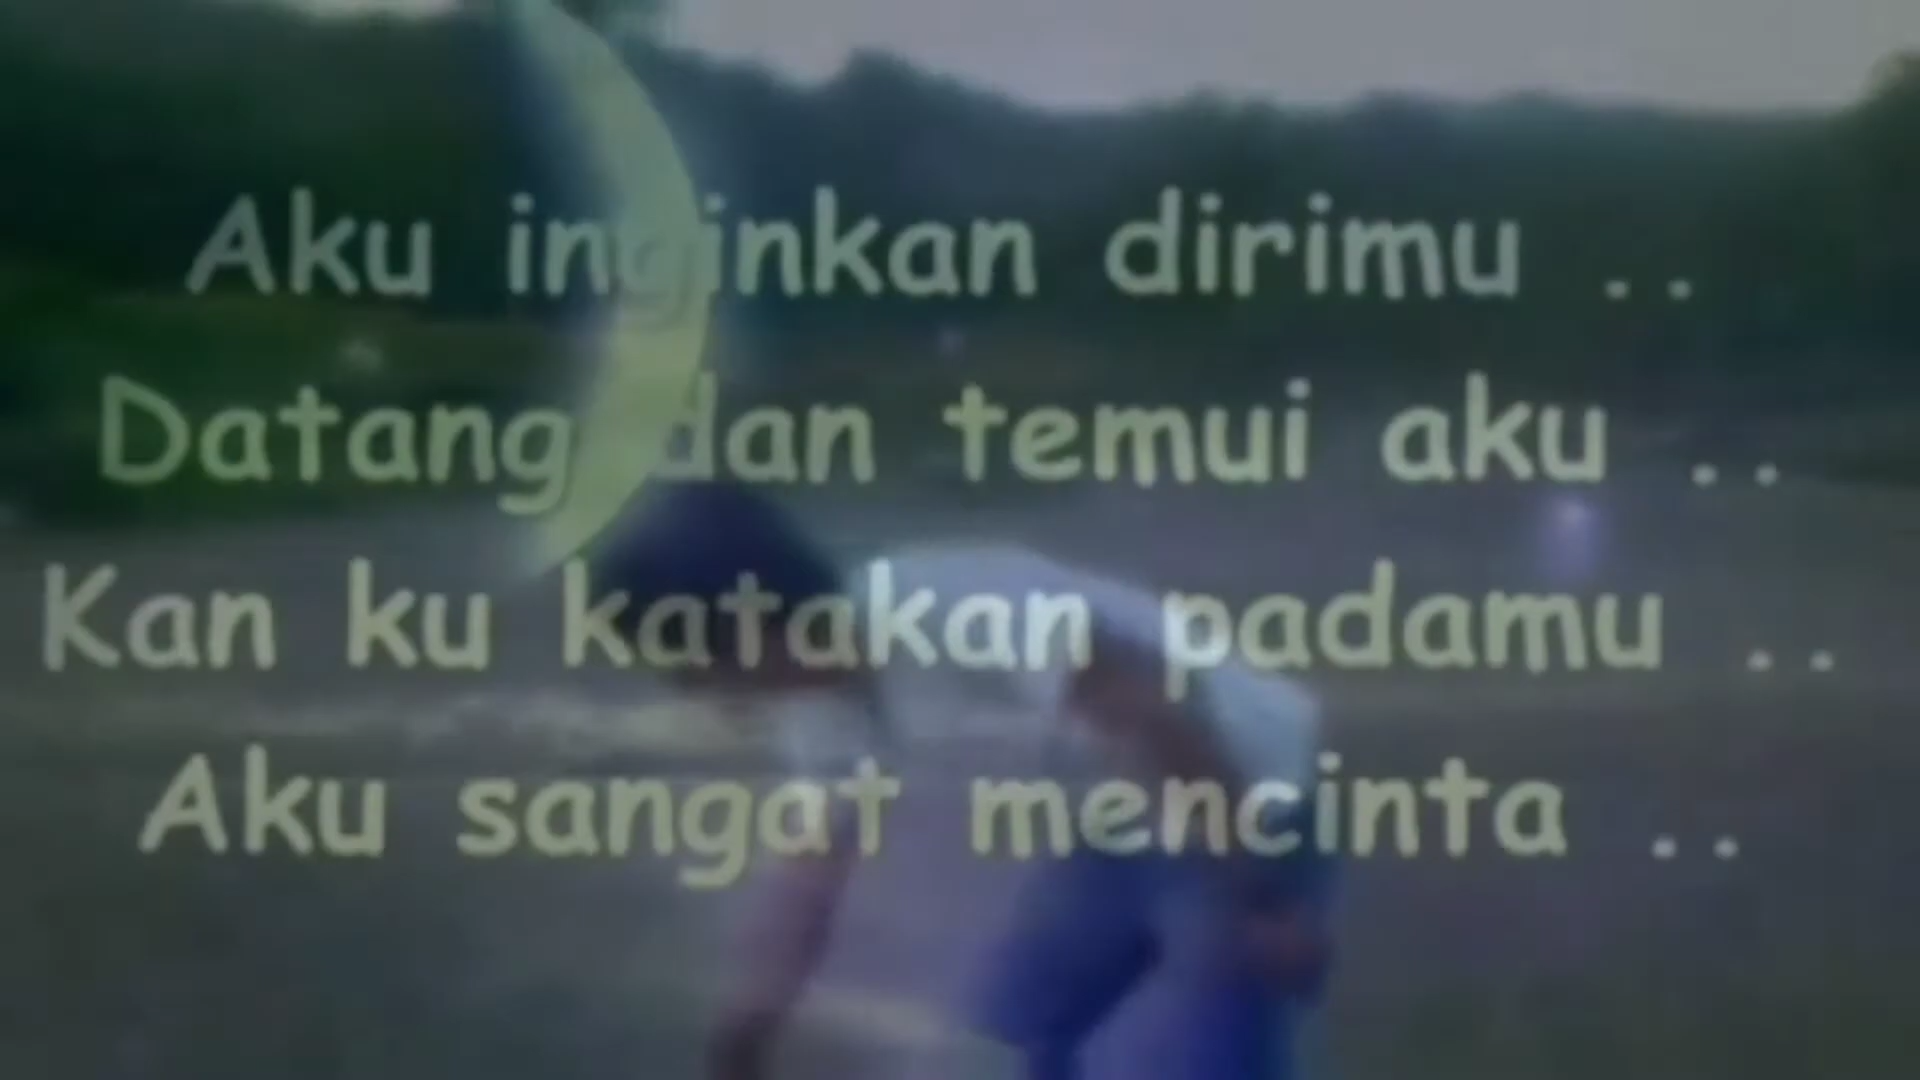 Aku inginkan dirimu ..
Datang dan temui aku ..
Kan ku katakan padamu ..
Aku sangat mencinta ..